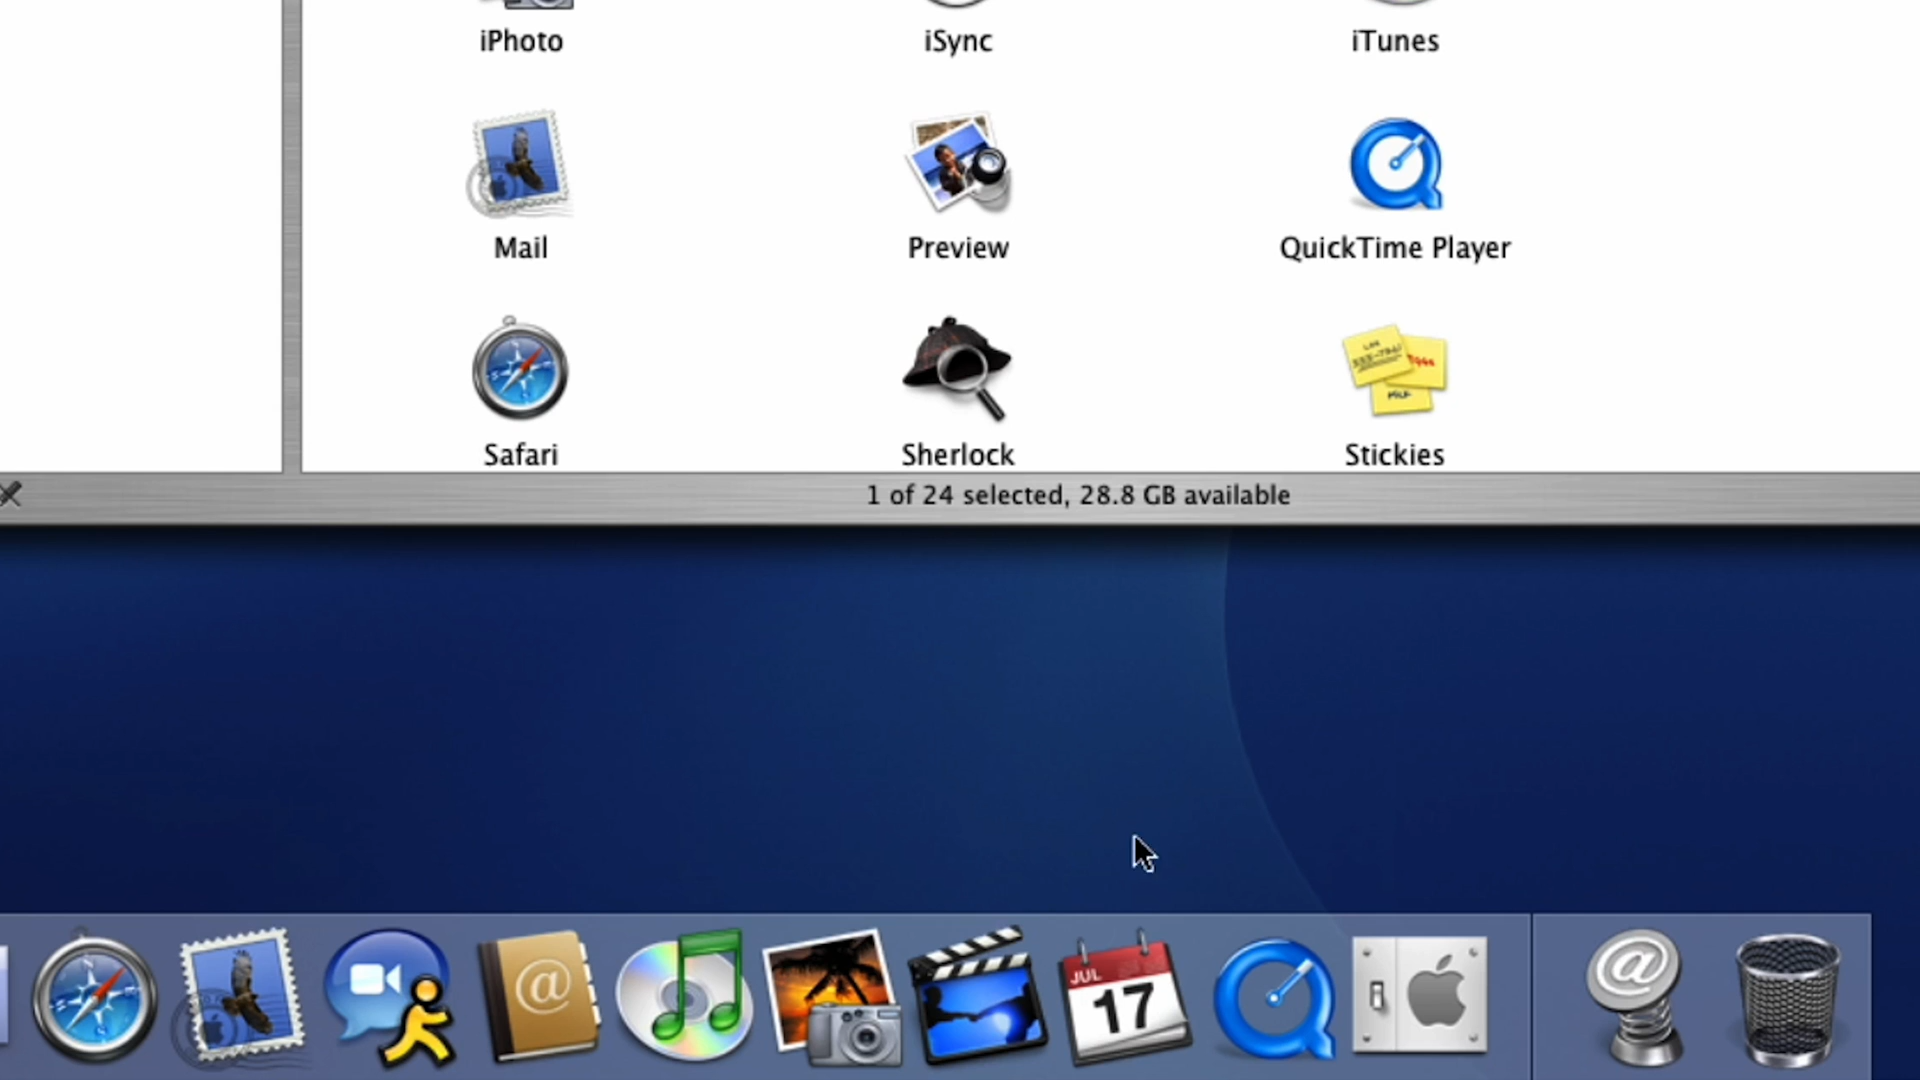 iPhoto iSync iTunes
Mail Preview QuickTime Player
Safari Sherlock Stickies
MILK
1 of 24 selected, 28.8 GB available
@ JUL @
17